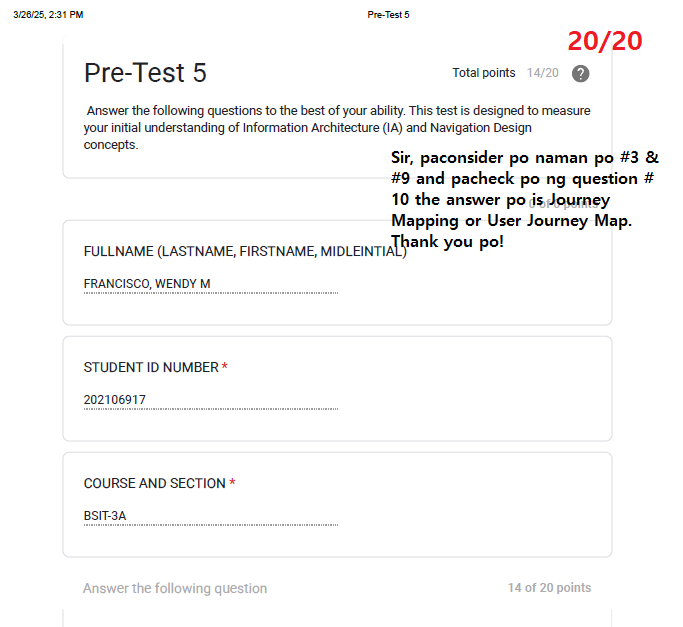 3/26/25, 2:31 PM
Pre-Test 5
20/20
Pre-Test 5
Total points 14/20 ?
Answer the following questions to the best of your ability. This test is designed to measure
your initial understanding of Information Architecture (IA) and Navigation Design
concepts.
Sir, paconsider po naman po #3 &
#9 and pacheck po ng question #
10 the answer po is Journey
Mapping or User Journey Map.
Thank you po!
0 of 0 points
FULLNAME (LASTNAME, FIRSTNAME, MIDLEINTIAL)
FRANCISCO, WENDY M
STUDENT ID NUMBER *
202106917
COURSE AND SECTION *
BSIT-3A
Answer the following question
14 of 20 points